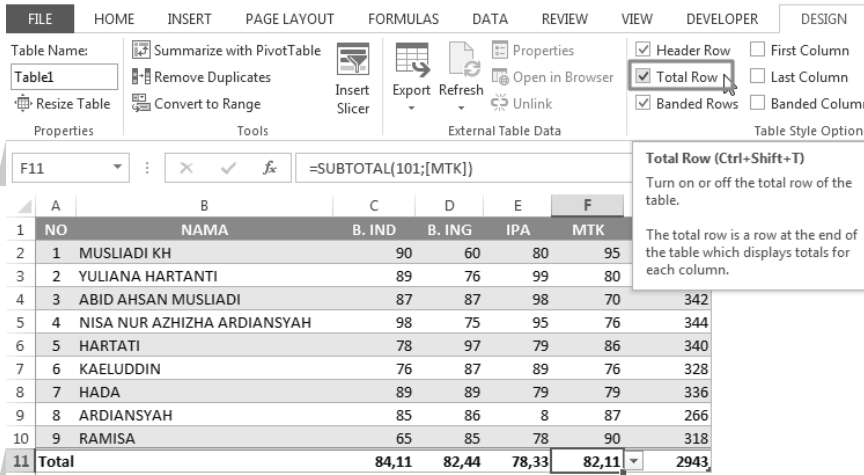 FILE HOME INSERT PAGE LAYOUT FORMULAS DATA REVIEW VIEW DEVELOPER DESIGN
Table Name:
Table1
Resize Table
Properties
Summarize with PivotTable
Remove Duplicates
Convert to Range
Tools
Insert
Slicer
Export Refresh
Properties
Open in Browser
Unlink
External Table Data
Header Row First Column
Total Row Last Column
Banded Rows Banded Colum
Table Style Option
Total Row (Ctrl+Shift+T)
Turn on or off the total row of the
table.
The total row is a row at the end of
the table which displays totals for
each column.
F11 fx =SUBTOTAL(101;[MTK])
A B C D E F
1 NO NAMA B. IND B. ING IPA MTK
2 1 MUSLIADI KH 90 60 80 95
3 2 YULIANA HARTANTI 89 76 99 80
4 3 ABID AHSAN MUSLIADI 87 87 98 70 342
5 4 NISA NUR AZHIZHA ARDIANSYAH 98 75 95 76 344
6 5 HARTATI 78 97 79 86 340
7 6 KAELUDDIN 76 87 89 76 328
8 7 HADA 89 89 79 79 336
9 8 ARDIANSYAH 85 86 8 87 266
10 9 RAMISA 65 85 78 90 318
11 Total 84,11 82,44 78,33 82,11 2943